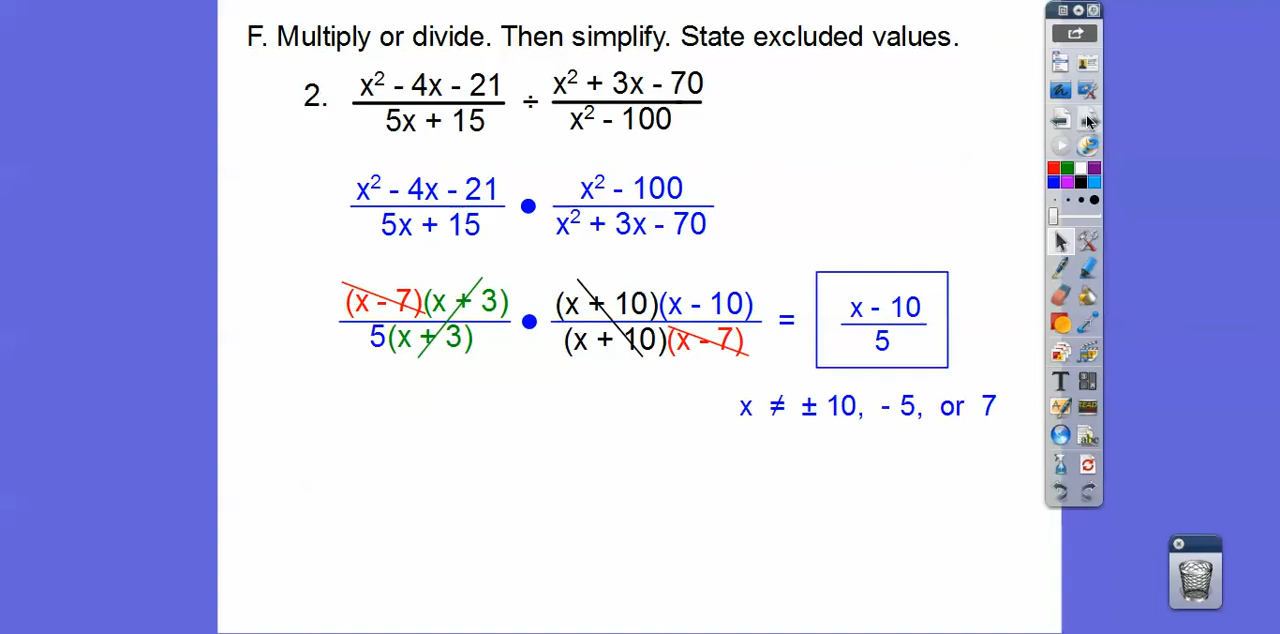 F. Multiply or divide. Then simplify. State excluded values.
2. (x² - 4x - 21)/(5x + 15) ÷ (x² + 3x - 70)/(x² - 100)
(x² - 4x - 21)/(5x + 15) • (x² - 100)/(x² + 3x - 70)
(x - 7)(x + 3)/5(x + 3) • (x + 10)(x - 10)/(x + 10)(x - 7) = (x - 10)/5
x ≠ ± 10, - 5, or 7